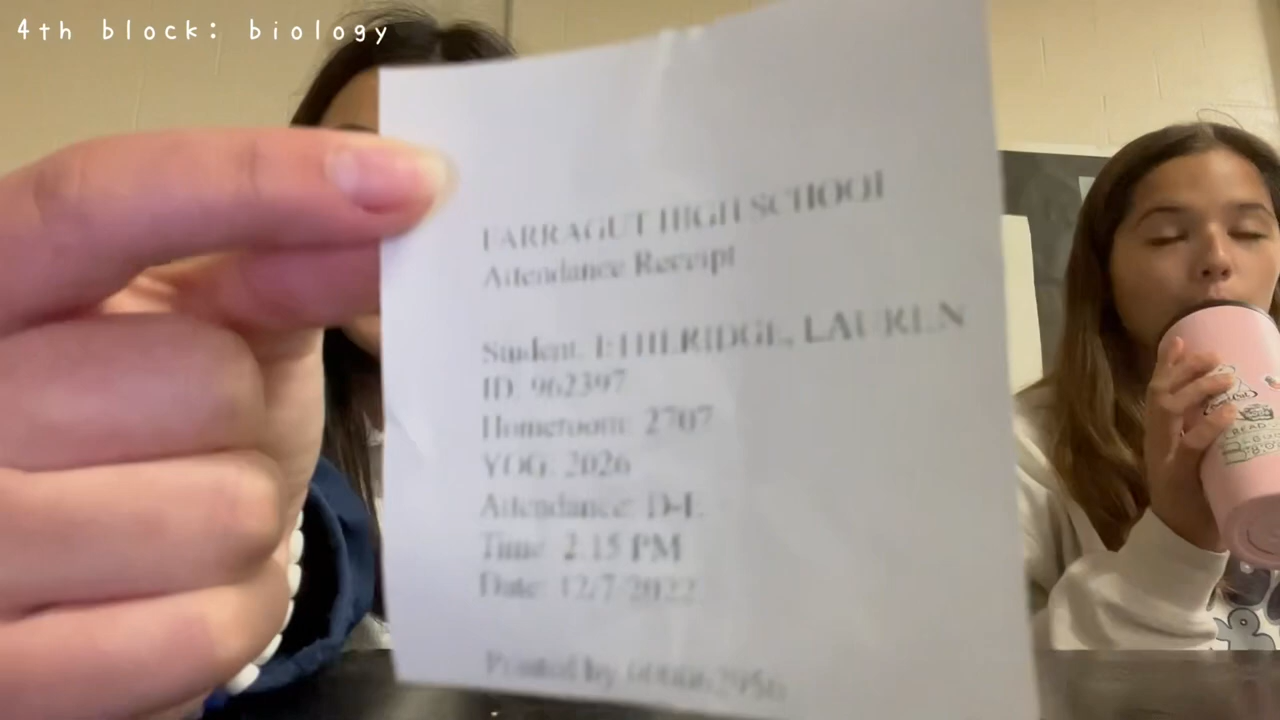 4th block: biology
FARRAGUT HIGH SCHOOL
Attendance Receipt
Student: ETHERIDGE, LAUREN
ID: 962397
Homeroom: 2707
YOG: 2026
Attendance: D-L
Time: 2:15 PM
Date: 12/7/2022
Printed by
READ